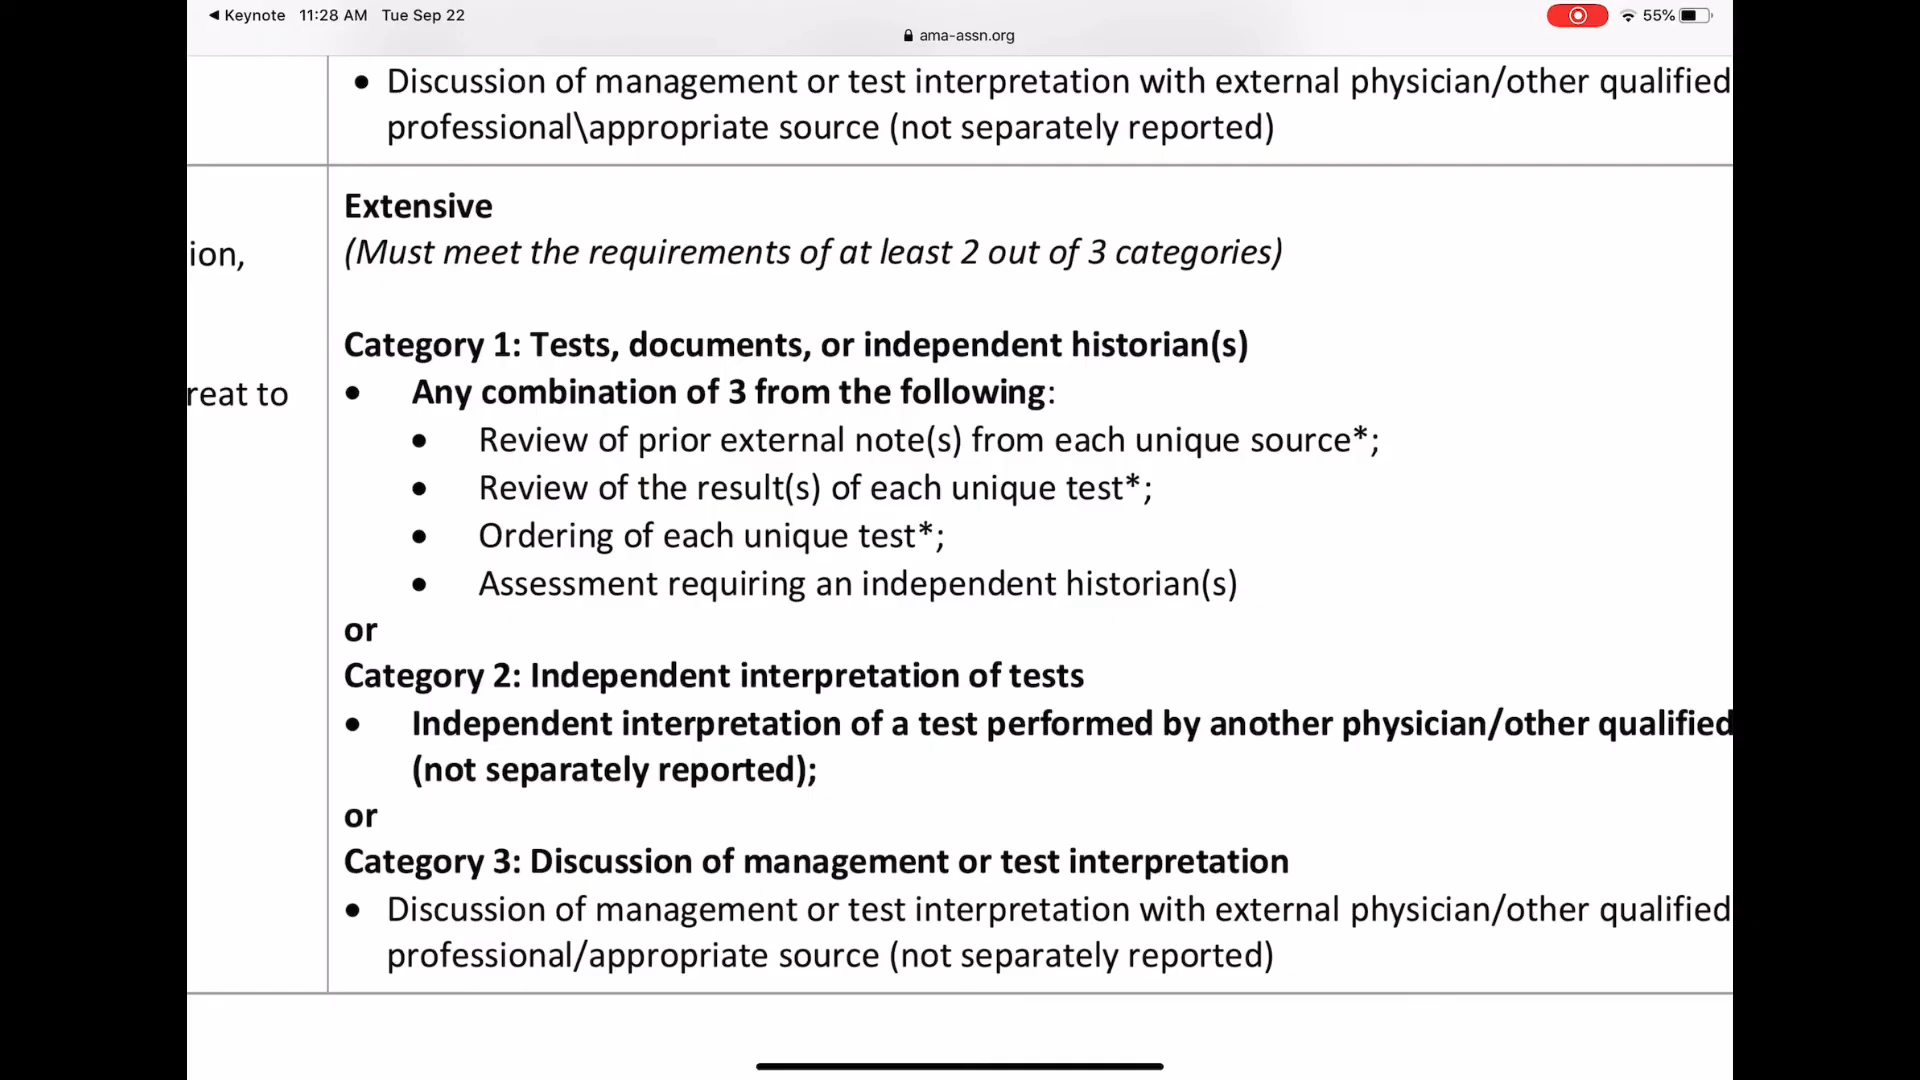 ◀ Keynote 11:28 AM Tue Sep 22
55%
ama-assn.org
• Discussion of management or test interpretation with external physician/other qualified
professional\appropriate source (not separately reported)
Extensive
(Must meet the requirements of at least 2 out of 3 categories)
ion,
Category 1: Tests, documents, or independent historian(s)
• Any combination of 3 from the following:
reat to
• Review of prior external note(s) from each unique source*;
• Review of the result(s) of each unique test*;
• Ordering of each unique test*;
• Assessment requiring an independent historian(s)
or
Category 2: Independent interpretation of tests
• Independent interpretation of a test performed by another physician/other qualified
(not separately reported);
or
Category 3: Discussion of management or test interpretation
• Discussion of management or test interpretation with external physician/other qualified
professional/appropriate source (not separately reported)